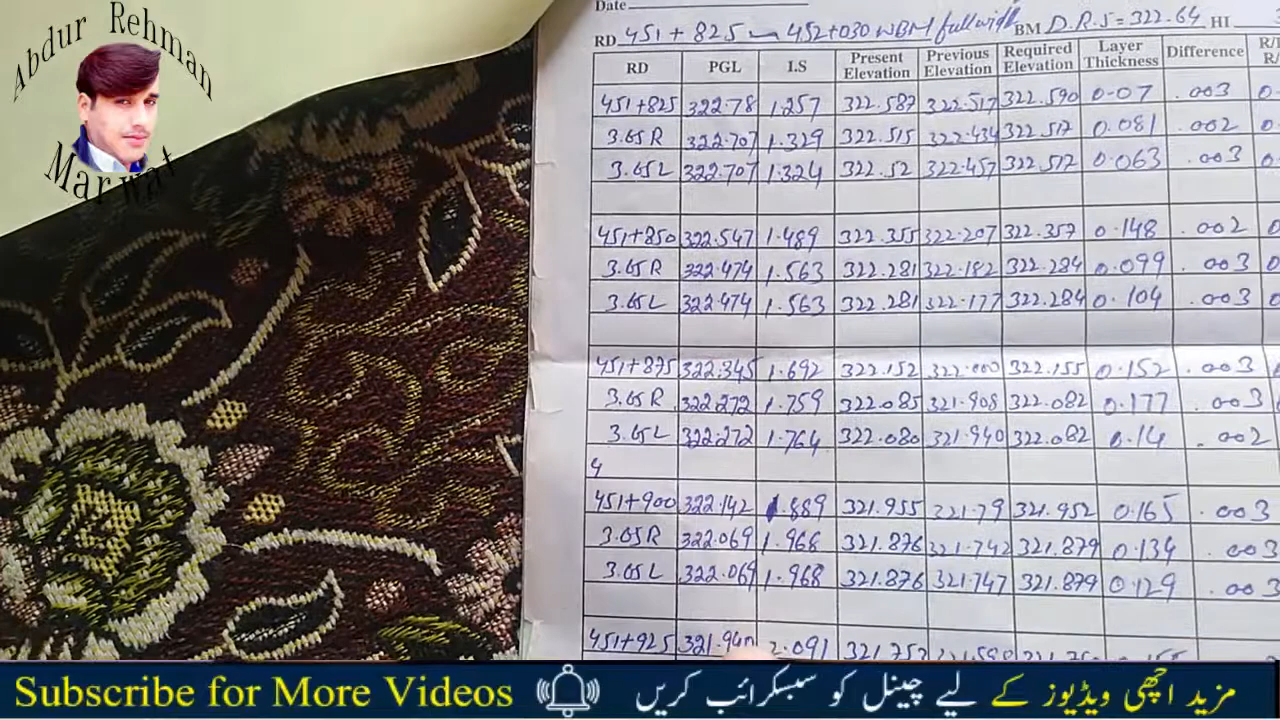 Abdur Rehman
Marwat
Date
RD 451+825 — 452+030 WBM full width BM D.R.S = 322.64 HI
RD PGL I.S Present Elevation Previous Elevation Required Elevation Layer Thickness Difference
451+825 322.78 1.257 322.587 322.517 322.590 0.07 .003
3.65 R 322.707 1.329 322.515 322.434 322.517 0.081 .002
3.65 L 322.707 1.324 322.52 322.457 322.517 0.063 .003
451+850 322.547 1.489 322.355 322.207 322.357 0.148 .002
3.65 R 322.474 1.563 322.281 322.182 322.284 0.099 .003
3.65 L 322.474 1.563 322.281 322.177 322.284 0.104 .003
451+875 322.345 1.692 322.152 322.000 322.155 0.152 .003
3.65 R 322.272 1.759 322.085 321.908 322.082 0.177 .003
3.65 L 322.272 1.764 322.080 321.940 322.082 0.14 .002
4
451+900 322.142 1.889 321.955 321.79 321.952 0.165 .003
3.65 R 322.069 1.968 321.876 321.742 321.879 0.134 .003
3.65 L 322.069 1.968 321.876 321.747 321.879 0.129 .003
451+925 2.091
Subscribe for More Videos مزید اچھی ویڈیوز کے لیے چینل کو سبسکرائب کریں